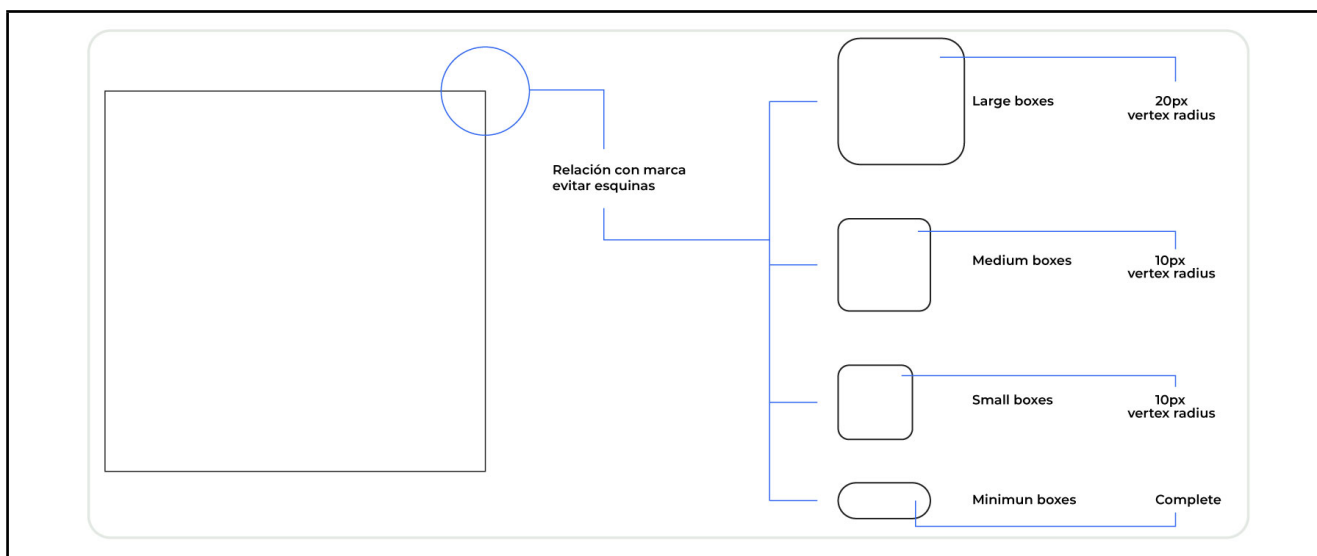 Relación con marca
evitar esquinas
Large boxes
20px
vertex radius
Medium boxes
10px
vertex radius
Small boxes
10px
vertex radius
Minimun boxes
Complete